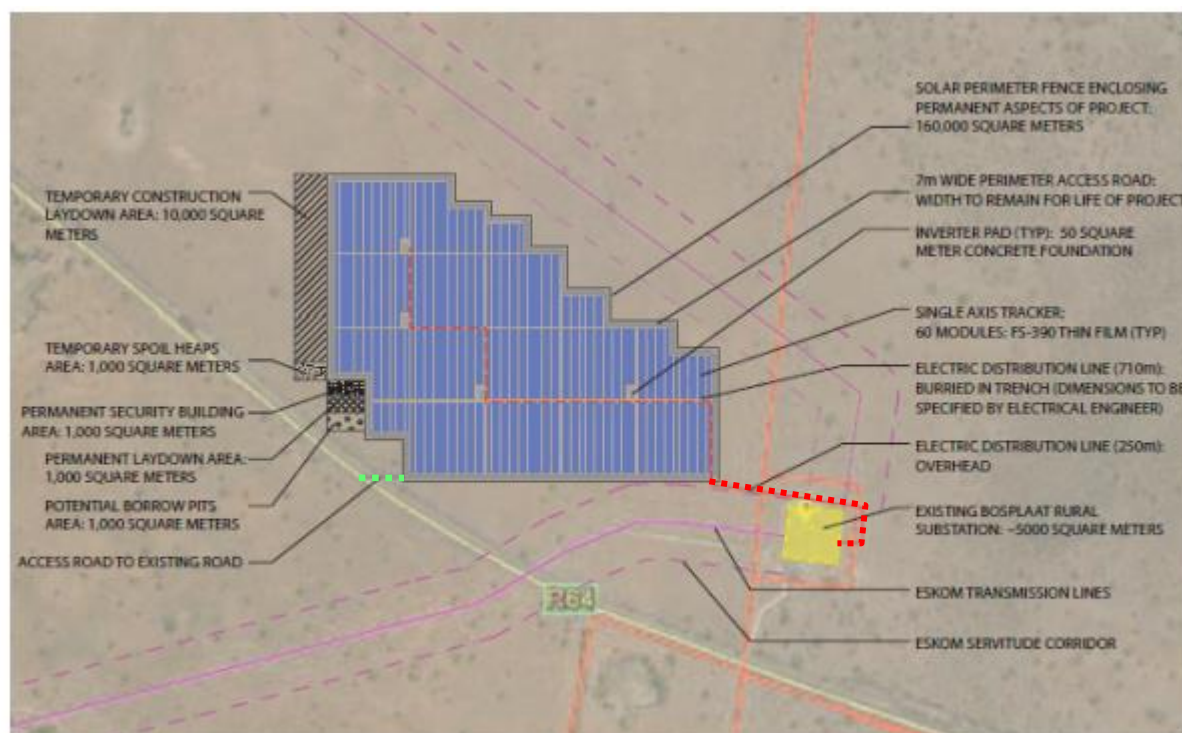 SOLAR PERIMETER FENCE ENCLOSING
PERMANENT ASPECTS OF PROJECT:
160,000 SQUARE METERS
7m WIDE PERIMETER ACCESS ROAD:
WIDTH TO REMAIN FOR LIFE OF PROJECT
INVERTER PAD (TYP): 50 SQUARE
METER CONCRETE FOUNDATION
SINGLE AXIS TRACKER:
60 MODULES: FS-390 THIN FILM (TYP)
ELECTRIC DISTRIBUTION LINE (710m):
BURRIED IN TRENCH (DIMENSIONS TO BE
SPECIFIED BY ELECTRICAL ENGINEER)
ELECTRIC DISTRIBUTION LINE (250m):
OVERHEAD
EXISTING BOSPLAAT RURAL
SUBSTATION: ~5000 SQUARE METERS
ESKOM TRANSMISSION LINES
ESKOM SERVITUDE CORRIDOR
TEMPORARY CONSTRUCTION
LAYDOWN AREA: 10,000 SQUARE
METERS
TEMPORARY SPOIL HEAPS
AREA: 1,000 SQUARE METERS
PERMANENT SECURITY BUILDING
AREA: 1,000 SQUARE METERS
PERMANENT LAYDOWN AREA:
1,000 SQUARE METERS
POTENTIAL BORROW PITS
AREA: 1,000 SQUARE METERS
ACCESS ROAD TO EXISTING ROAD
R64